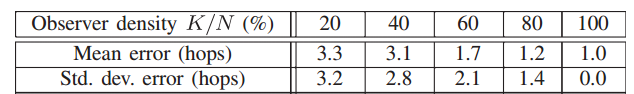 Observer density K/N (%) 20 40 60 80 100
Mean error (hops) 3.3 3.1 1.7 1.2 1.0
Std. dev. error (hops) 3.2 2.8 2.1 1.4 0.0